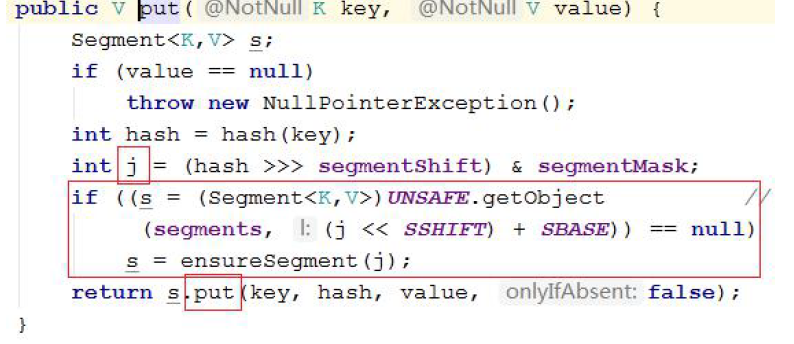 public V put( @NotNull K key, @NotNull V value) {
    Segment<K,V> s;
    if (value == null)
        throw new NullPointerException();
    int hash = hash(key);
    int j = (hash >>> segmentShift) & segmentMask;
    if ((s = (Segment<K,V>)UNSAFE.getObject          //
         (segments, l: (j << SSHIFT) + SBASE)) == null)
        s = ensureSegment(j);
    return s.put(key, hash, value, onlyIfAbsent: false);
}